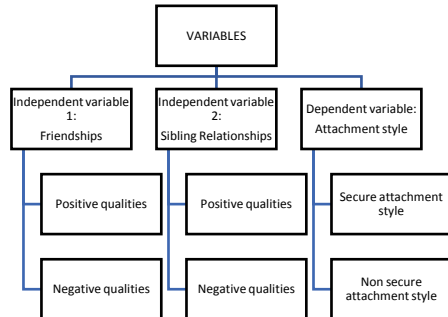 VARIABLES
Independent variable
1:
Friendships
Independent variable
2:
Sibling Relationships
Dependent variable:
Attachment style
Positive qualities
Positive qualities
Secure attachment
style
Negative qualities
Negative qualities
Non secure
attachment style